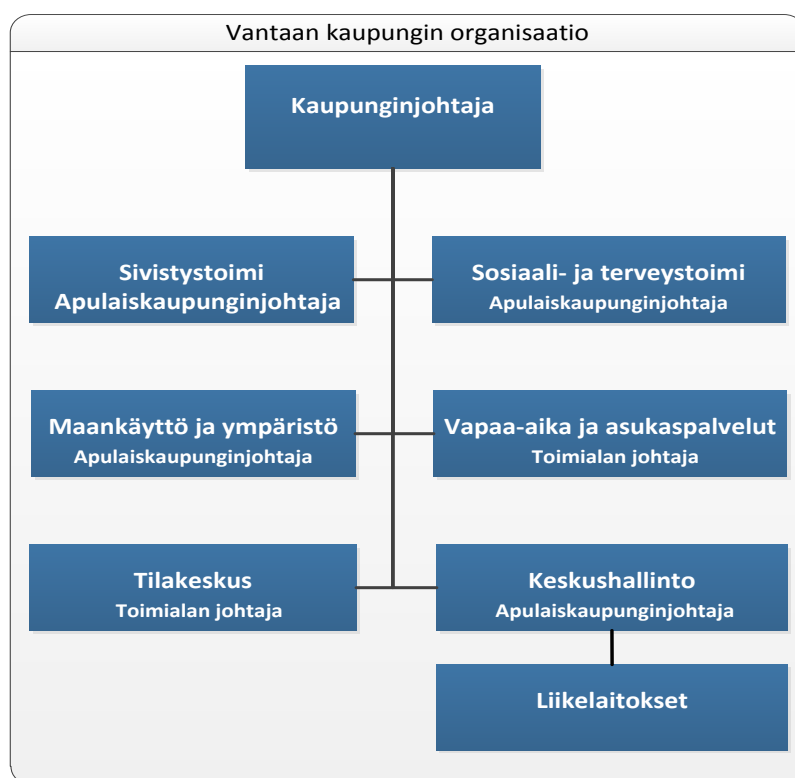 Vantaan kaupungin organisaatio
Kaupunginjohtaja
Sivistystoimi
Apulaiskaupunginjohtaja
Sosiaali- ja terveystoimi
Apulaiskaupunginjohtaja
Maankäyttö ja ympäristö
Apulaiskaupunginjohtaja
Vapaa-aika ja asukaspalvelut
Toimialan johtaja
Tilakeskus
Toimialan johtaja
Keskushallinto
Apulaiskaupunginjohtaja
Liikelaitokset